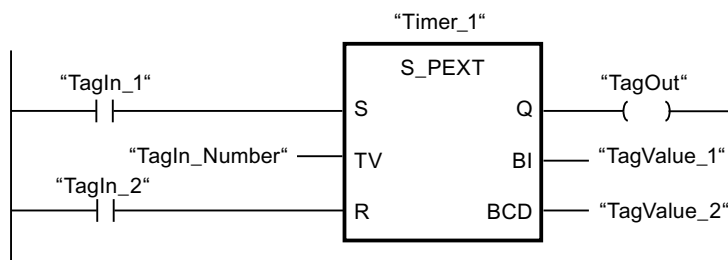 “Timer_1“
S_PEXT
“TagIn_1“
S
Q
“TagOut“
“TagIn_Number“
TV
BI
“TagValue_1“
“TagIn_2“
R
BCD
“TagValue_2“